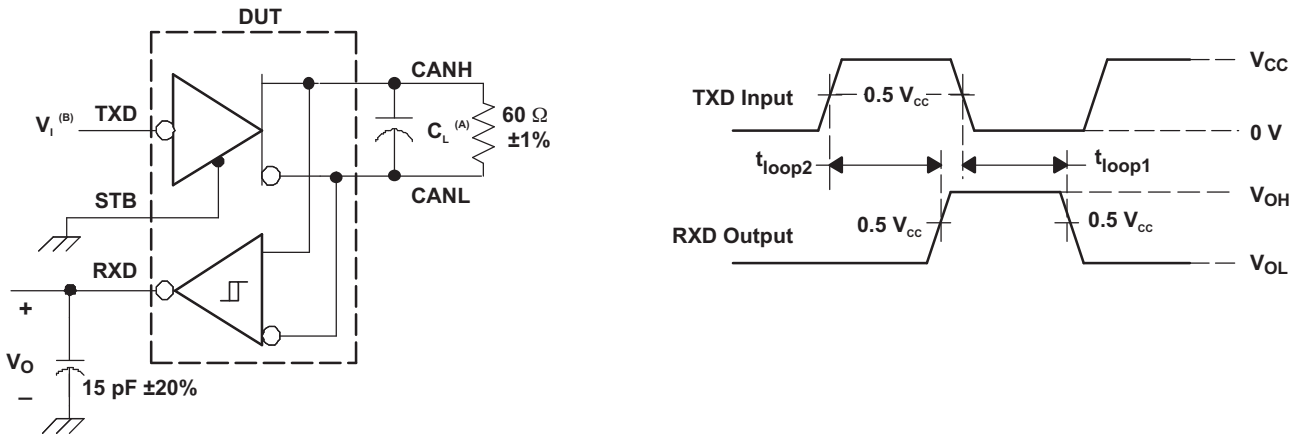 DUT
CANH
TXD
V_I (B)
C_L (A)
60 Ω
±1%
STB
CANL
RXD
+
V_O
–
15 pF ±20%
V_CC
TXD Input
0.5 V_CC
0 V
t_loop2
t_loop1
V_OH
RXD Output
0.5 V_CC
0.5 V_CC
V_OL